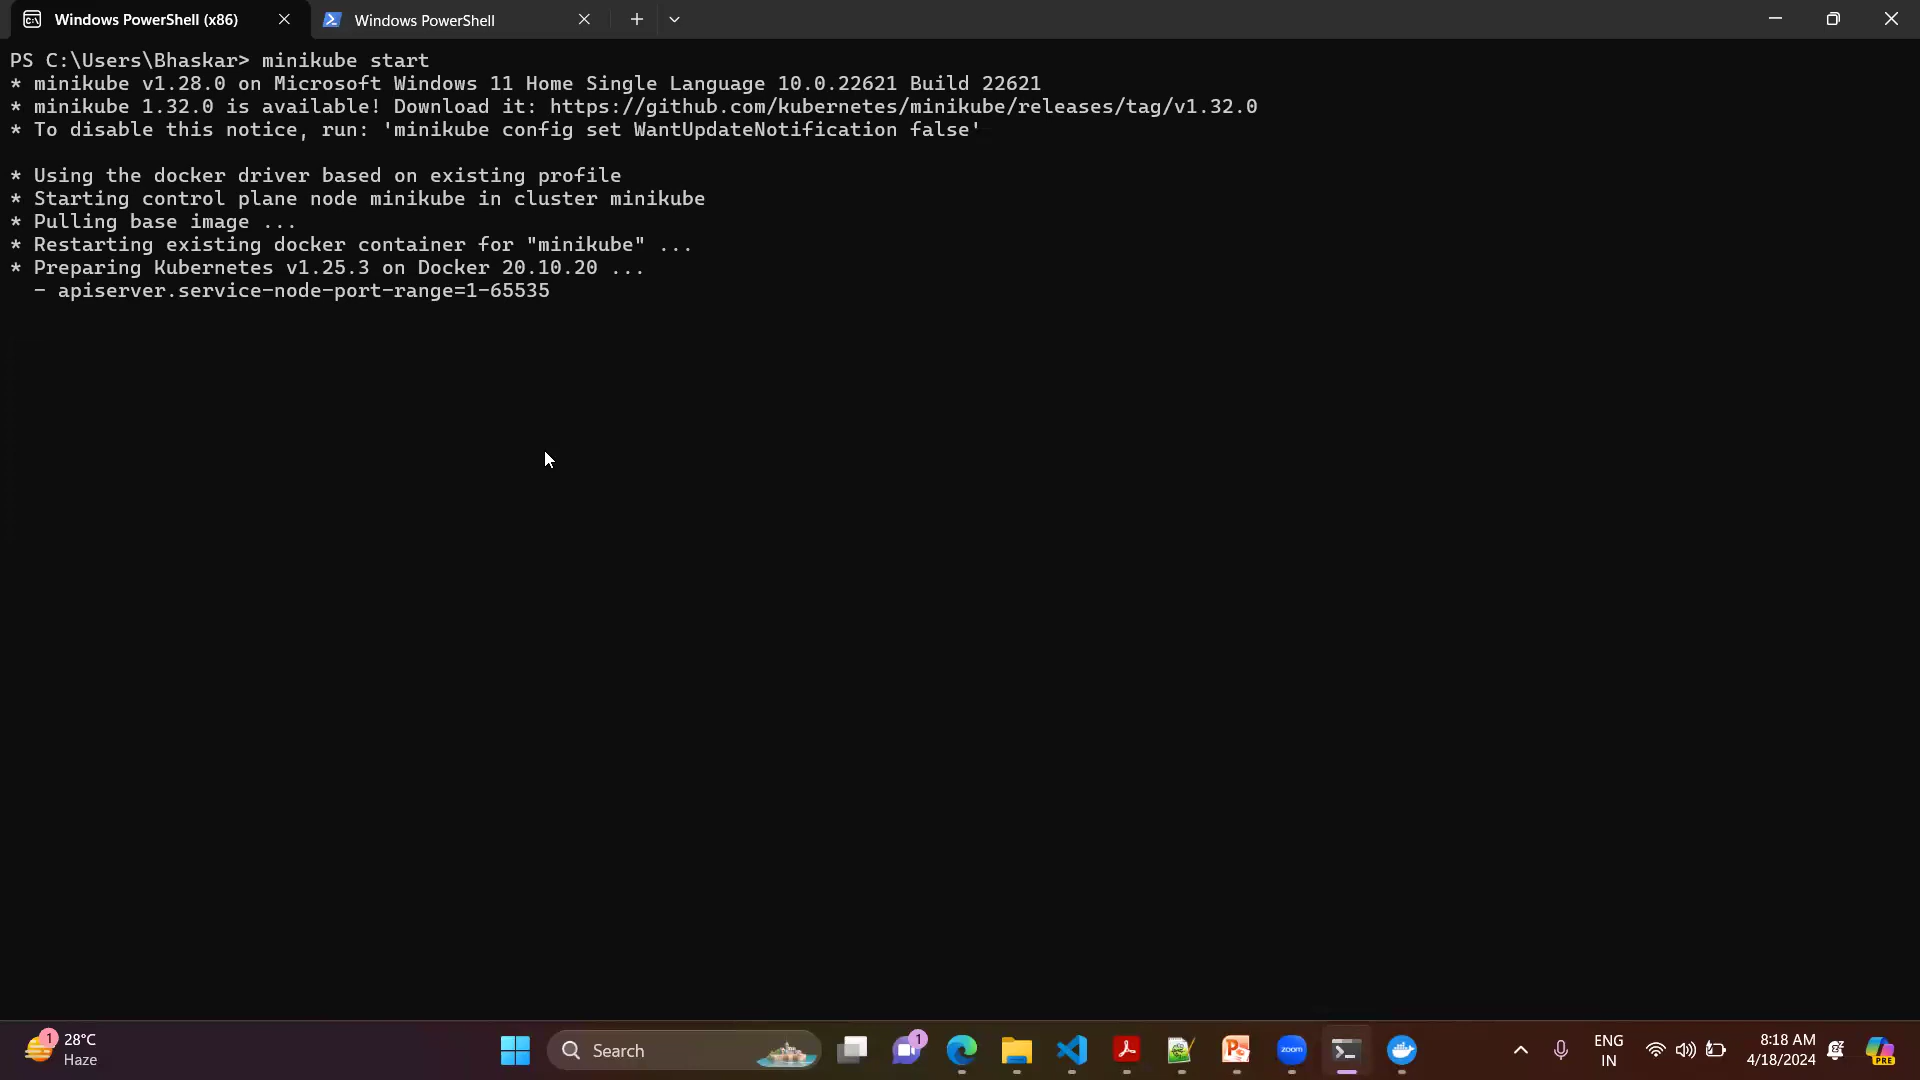 Windows PowerShell (x86)
Windows PowerShell
PS C:\Users\Bhaskar> minikube start
* minikube v1.28.0 on Microsoft Windows 11 Home Single Language 10.0.22621 Build 22621
* minikube 1.32.0 is available! Download it: https://github.com/kubernetes/minikube/releases/tag/v1.32.0
* To disable this notice, run: 'minikube config set WantUpdateNotification false'
* Using the docker driver based on existing profile
* Starting control plane node minikube in cluster minikube
* Pulling base image ...
* Restarting existing docker container for "minikube" ...
* Preparing Kubernetes v1.25.3 on Docker 20.10.20 ...
  - apiserver.service-node-port-range=1-65535
1
28°C
Haze
Search
1
zoom
ENG
IN
8:18 AM
4/18/2024
PRE